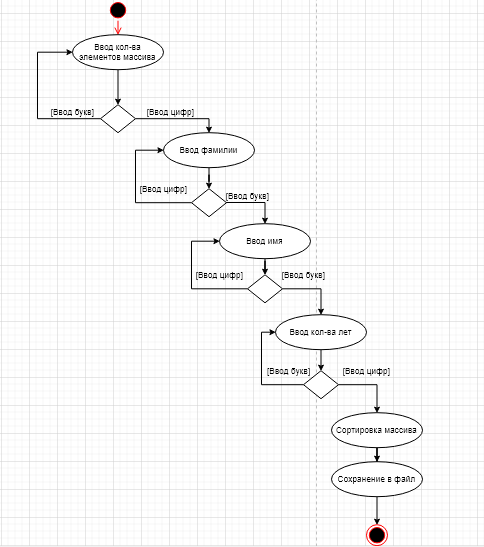 Ввод кол-ва
элементов массива
[Ввод букв]
[Ввод цифр]
Ввод фамилии
[Ввод цифр]
[Ввод букв]
Ввод имя
[Ввод цифр]
[Ввод букв]
Ввод кол-ва лет
[Ввод букв]
[Ввод цифр]
Сортировка массива
Сохранение в файл